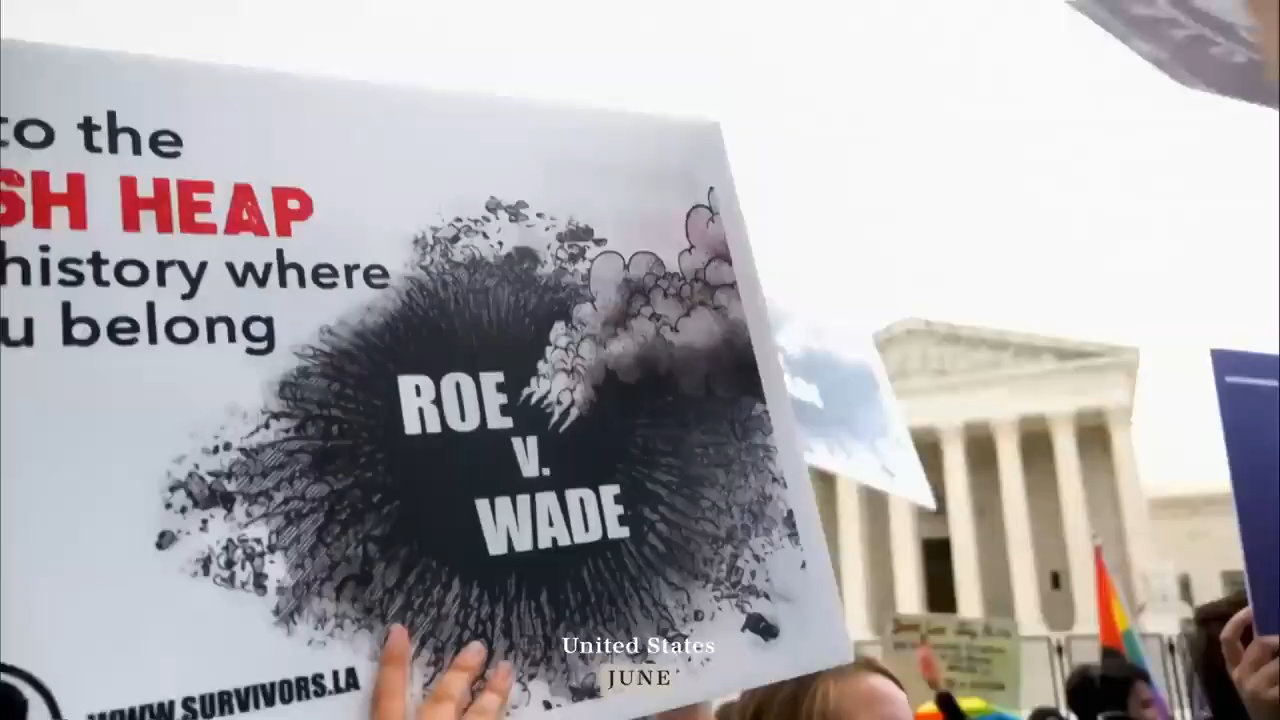 to the
SH HEAP
history where
u belong
ROE
V.
WADE
WWW.SURVIVORS.LA
United States
JUNE